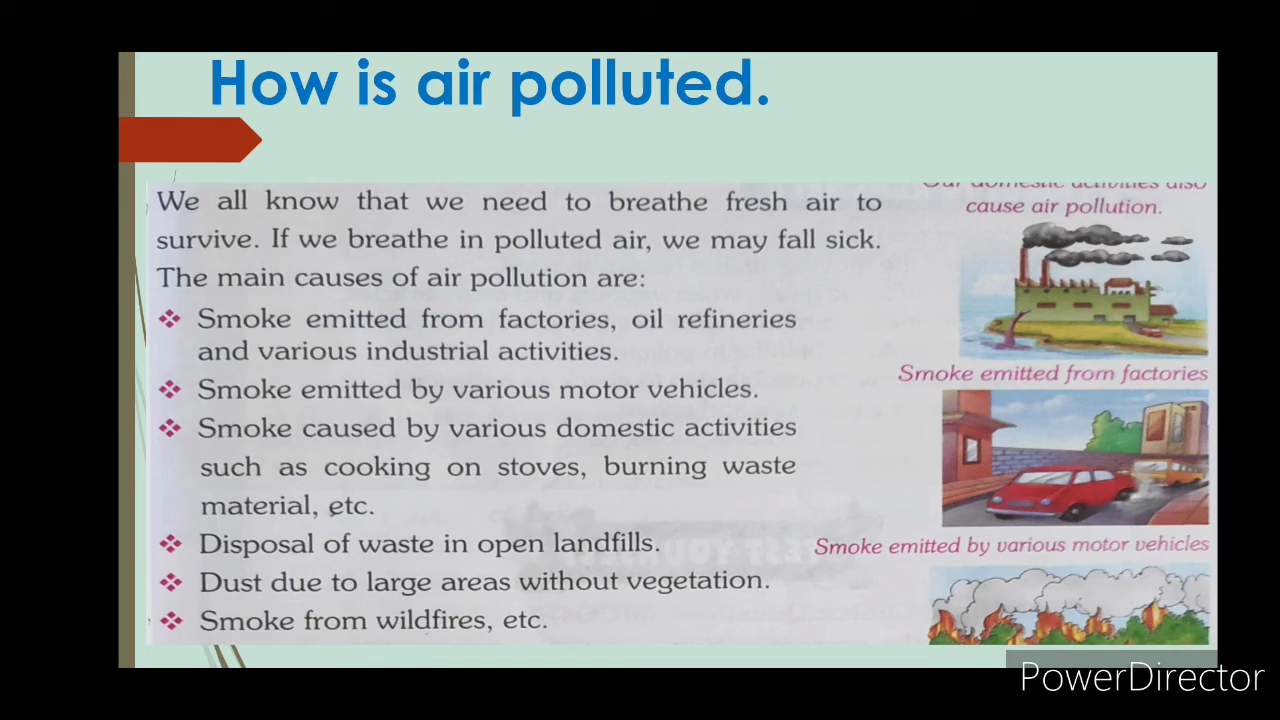 How is air polluted.
We all know that we need to breathe fresh air to
survive. If we breathe in polluted air, we may fall sick.
The main causes of air pollution are:
❖ Smoke emitted from factories, oil refineries
and various industrial activities.
❖ Smoke emitted by various motor vehicles.
❖ Smoke caused by various domestic activities
such as cooking on stoves, burning waste
material, etc.
❖ Disposal of waste in open landfills.
❖ Dust due to large areas without vegetation.
❖ Smoke from wildfires, etc.
Our domestic activities also
cause air pollution.
Smoke emitted from factories
Smoke emitted by various motor vehicles
PowerDirector